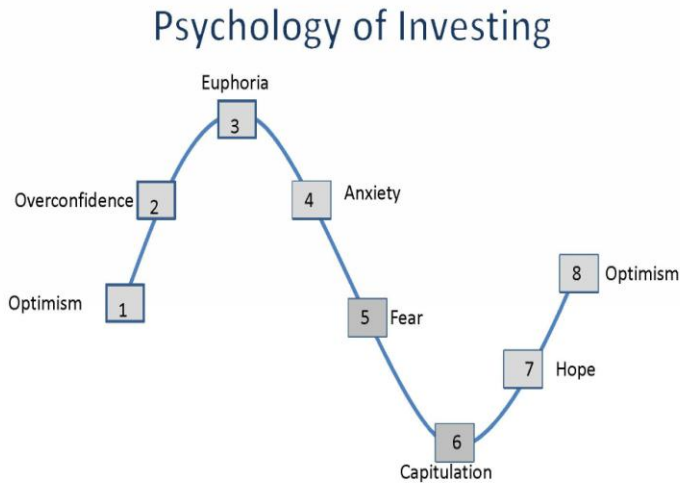 Psychology of Investing
Euphoria
3
Overconfidence
2
4
Anxiety
Optimism
1
8
Optimism
5
Fear
7
Hope
6
Capitulation